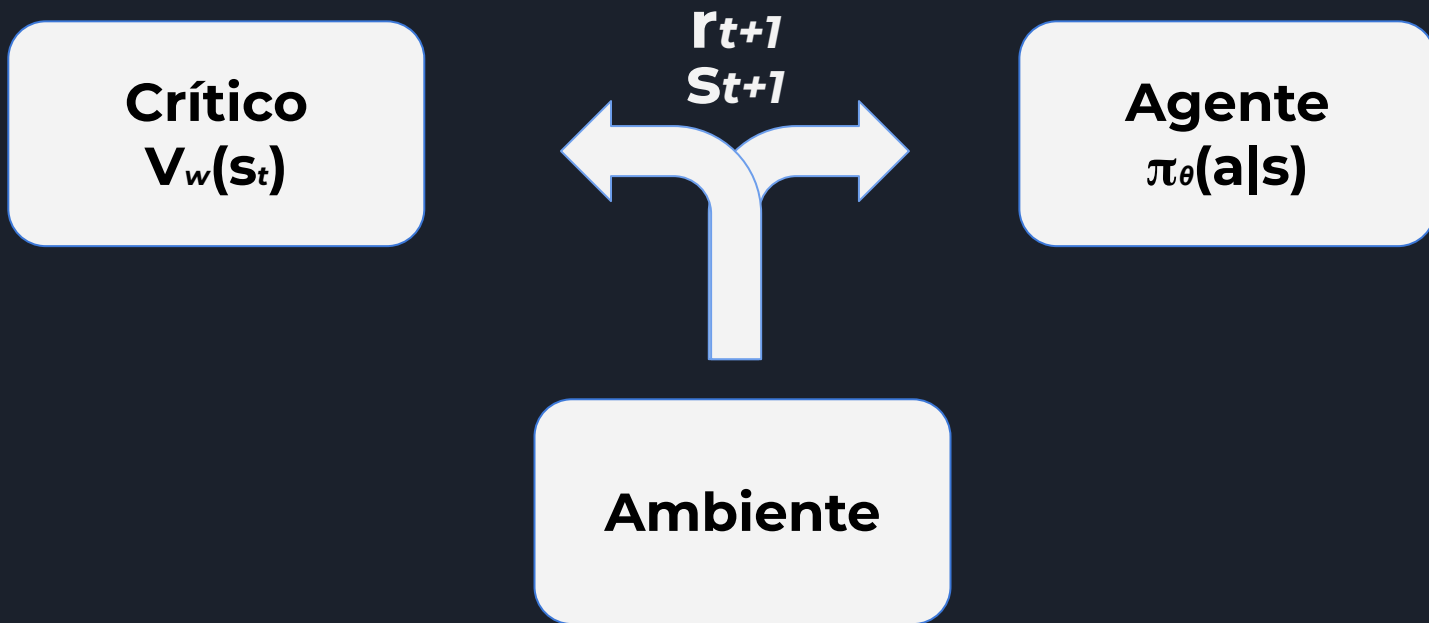 rt+1
st+1
Crítico
Vw(st)
Agente
πθ(a|s)
Ambiente